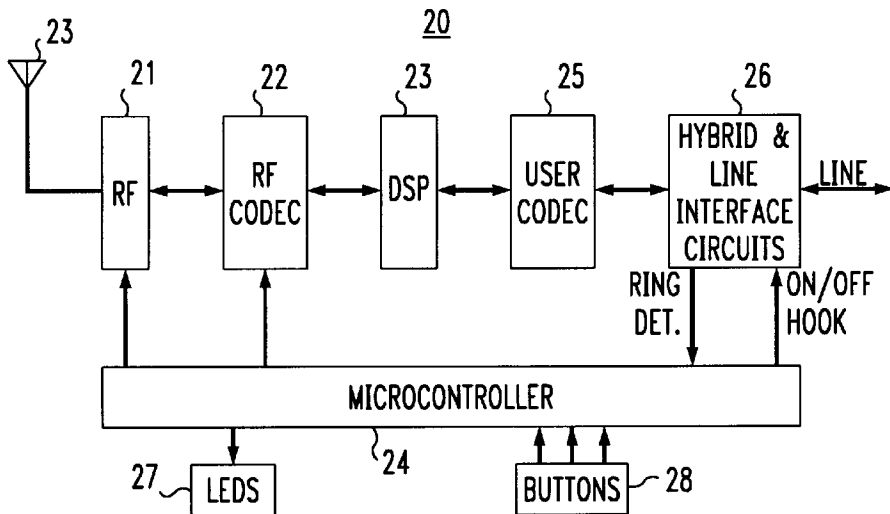 20
23
21
22
23
25
26
RF
RF
CODEC
DSP
USER
CODEC
HYBRID &
LINE
INTERFACE
CIRCUITS
LINE
RING
DET.
ON/OFF
HOOK
MICROCONTROLLER
24
27
LEDS
BUTTONS
28